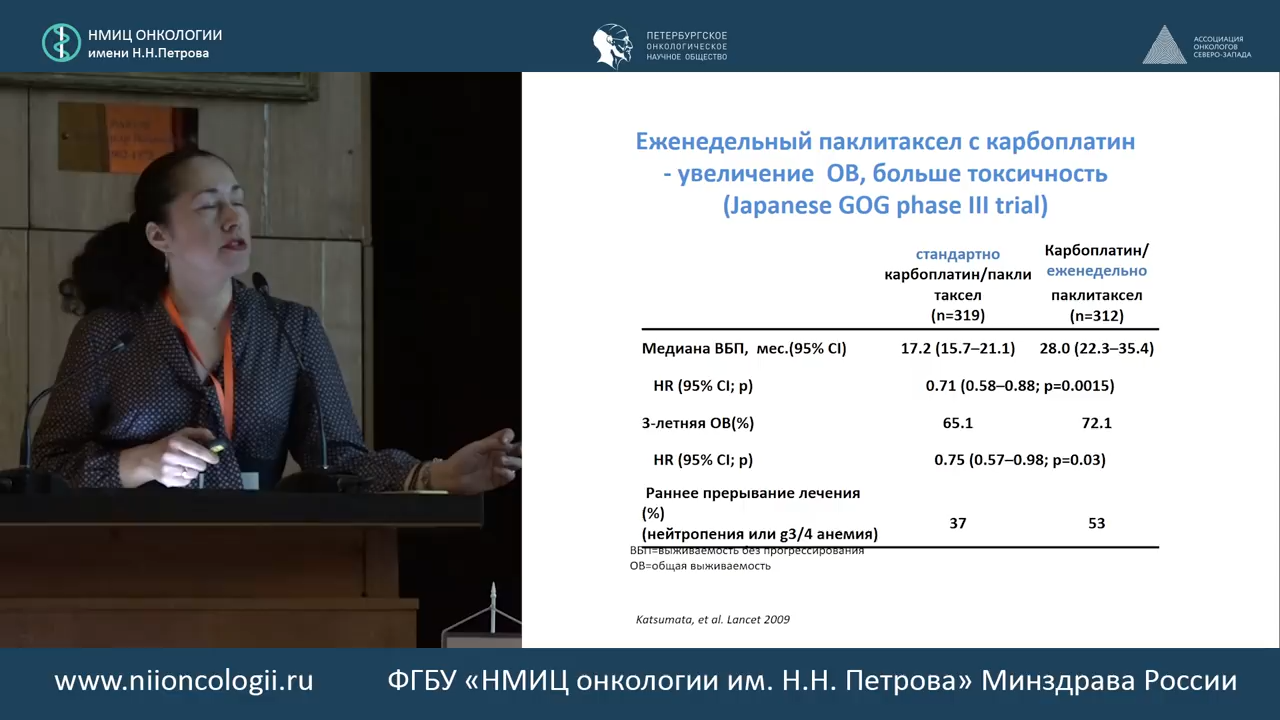 НМИЦ ОНКОЛОГИИ
имени Н.Н.Петрова
ПЕТЕРБУРГСКОЕ
ОНКОЛОГИЧЕСКОЕ
НАУЧНОЕ ОБЩЕСТВО
АССОЦИАЦИЯ
ОНКОЛОГОВ
СЕВЕРО-ЗАПАДА
Еженедельный паклитаксел с карбоплатин
- увеличение ОВ, больше токсичность
(Japanese GOG phase III trial)
стандартно
карбоплатин/пакли
таксел
(n=319)
Карбоплатин/
еженедельно
паклитаксел
(n=312)
Медиана ВБП, мес.(95% CI) 17.2 (15.7–21.1) 28.0 (22.3–35.4)
HR (95% CI; p) 0.71 (0.58–0.88; p=0.0015)
3-летняя ОВ(%) 65.1 72.1
HR (95% CI; p) 0.75 (0.57–0.98; p=0.03)
Раннее прерывание лечения
(%)
(нейтропения или g3/4 анемия) 37 53
ВБП=выживаемость без прогрессирования
ОВ=общая выживаемость
Katsumata, et al. Lancet 2009
www.niioncologii.ru ФГБУ «НМИЦ онкологии им. Н.Н. Петрова» Минздрава России